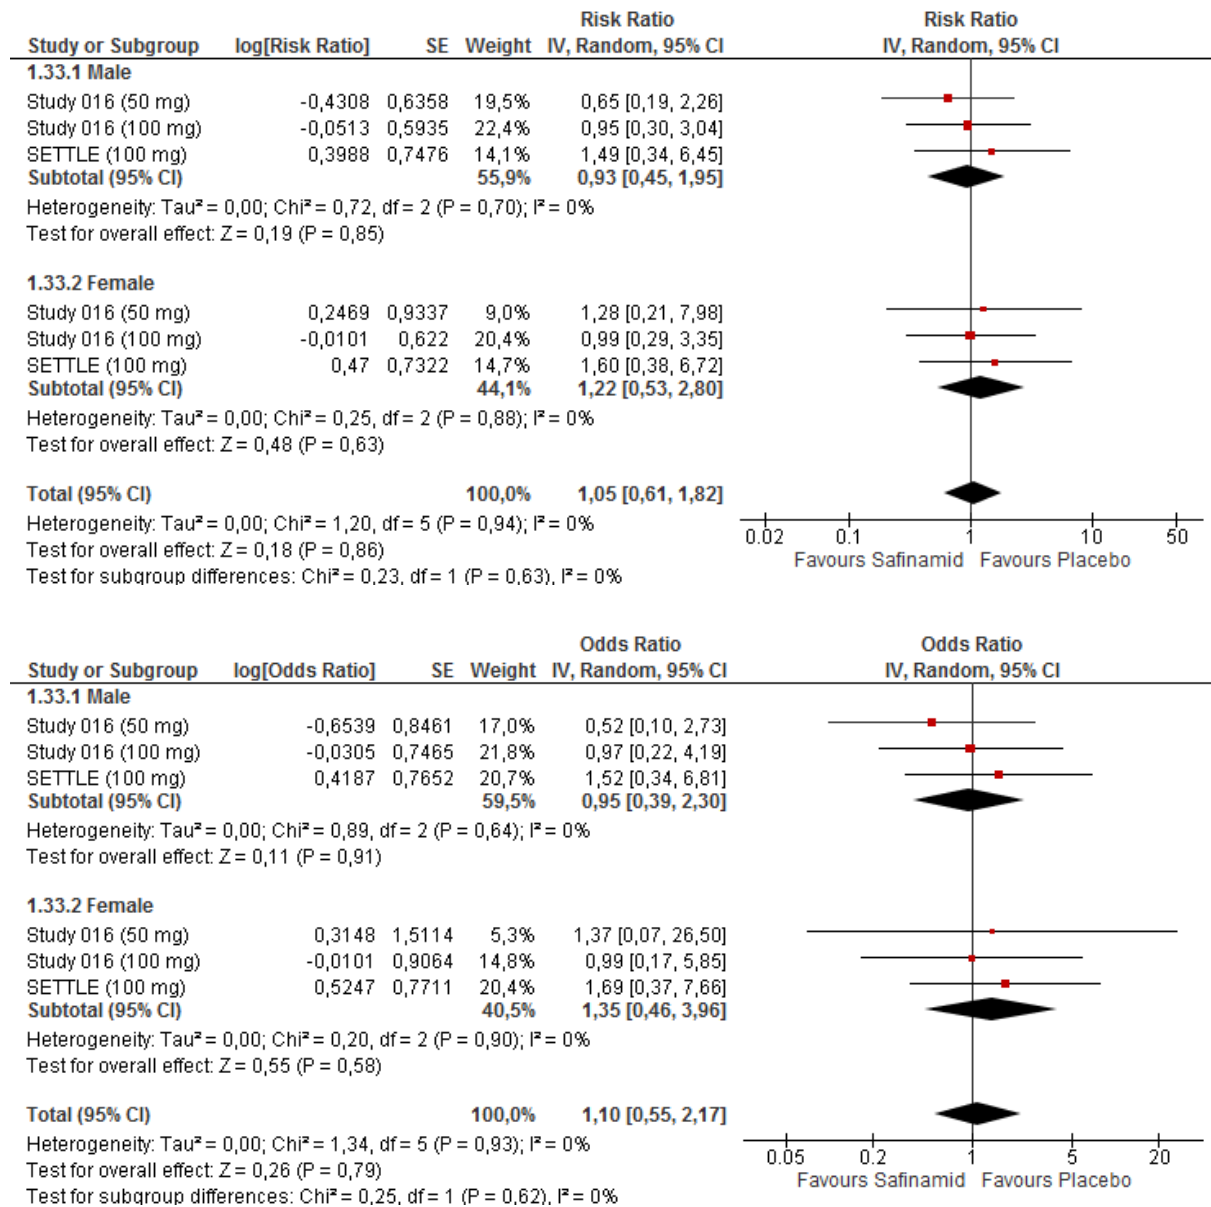 Risk Ratio Risk Ratio
Study or Subgroup log[Risk Ratio] SE Weight IV, Random, 95% CI IV, Random, 95% CI
1.33.1 Male
Study 016 (50 mg) -0,4308 0,6358 19,5% 0,65 [0,19, 2,26]
Study 016 (100 mg) -0,0513 0,5935 22,4% 0,95 [0,30, 3,04]
SETTLE (100 mg) 0,3988 0,7476 14,1% 1,49 [0,34, 6,45]
Subtotal (95% CI) 55,9% 0,93 [0,45, 1,95]
Heterogeneity: Tau² = 0,00; Chi² = 0,72, df = 2 (P = 0,70); I² = 0%
Test for overall effect: Z = 0,19 (P = 0,85)
1.33.2 Female
Study 016 (50 mg) 0,2469 0,9337 9,0% 1,28 [0,21, 7,98]
Study 016 (100 mg) -0,0101 0,622 20,4% 0,99 [0,29, 3,35]
SETTLE (100 mg) 0,47 0,7322 14,7% 1,60 [0,38, 6,72]
Subtotal (95% CI) 44,1% 1,22 [0,53, 2,80]
Heterogeneity: Tau² = 0,00; Chi² = 0,25, df = 2 (P = 0,88); I² = 0%
Test for overall effect: Z = 0,48 (P = 0,63)
Total (95% CI) 100,0% 1,05 [0,61, 1,82]
Heterogeneity: Tau² = 0,00; Chi² = 1,20, df = 5 (P = 0,94); I² = 0%
Test for overall effect: Z = 0,18 (P = 0,86)
Test for subgroup differences: Chi² = 0,23, df = 1 (P = 0,63), I² = 0%
0.02 0.1 1 10 50
Favours Safinamid Favours Placebo
Odds Ratio Odds Ratio
Study or Subgroup log[Odds Ratio] SE Weight IV, Random, 95% CI IV, Random, 95% CI
1.33.1 Male
Study 016 (50 mg) -0,6539 0,8461 17,0% 0,52 [0,10, 2,73]
Study 016 (100 mg) -0,0305 0,7465 21,8% 0,97 [0,22, 4,19]
SETTLE (100 mg) 0,4187 0,7652 20,7% 1,52 [0,34, 6,81]
Subtotal (95% CI) 59,5% 0,95 [0,39, 2,30]
Heterogeneity: Tau² = 0,00; Chi² = 0,89, df = 2 (P = 0,64); I² = 0%
Test for overall effect: Z = 0,11 (P = 0,91)
1.33.2 Female
Study 016 (50 mg) 0,3148 1,5114 5,3% 1,37 [0,07, 26,50]
Study 016 (100 mg) -0,0101 0,9064 14,8% 0,99 [0,17, 5,85]
SETTLE (100 mg) 0,5247 0,7711 20,4% 1,69 [0,37, 7,66]
Subtotal (95% CI) 40,5% 1,35 [0,46, 3,96]
Heterogeneity: Tau² = 0,00; Chi² = 0,20, df = 2 (P = 0,90); I² = 0%
Test for overall effect: Z = 0,55 (P = 0,58)
Total (95% CI) 100,0% 1,10 [0,55, 2,17]
Heterogeneity: Tau² = 0,00; Chi² = 1,34, df = 5 (P = 0,93); I² = 0%
Test for overall effect: Z = 0,26 (P = 0,79)
Test for subgroup differences: Chi² = 0,25, df = 1 (P = 0,62), I² = 0%
0.05 0.2 1 5 20
Favours Safinamid Favours Placebo